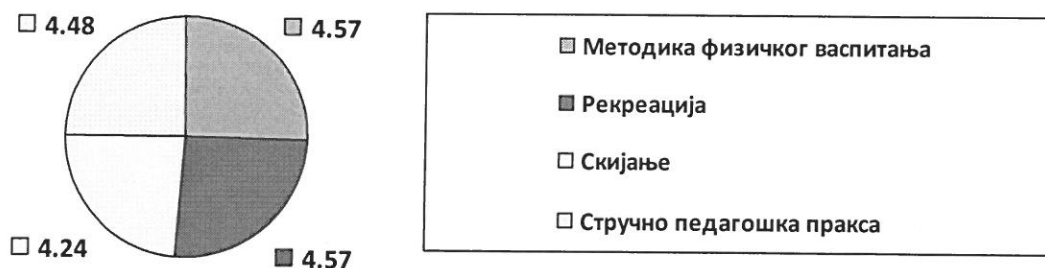 4.48
4.57
4.24
4.57
Методика физичког васпитања
Рекреација
Скијање
Стручно педагошка пракса